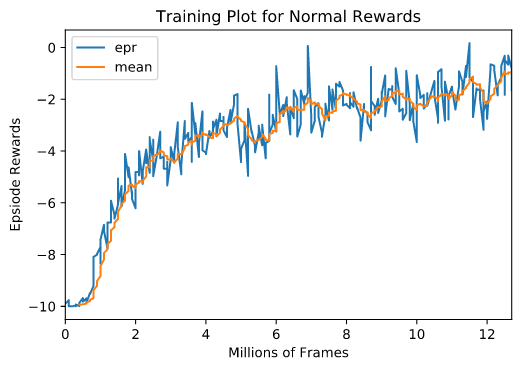 Training Plot for Normal Rewards
epr
mean
Epsiode Rewards
0
−2
−4
−6
−8
−10
0 2 4 6 8 10 12
Millions of Frames